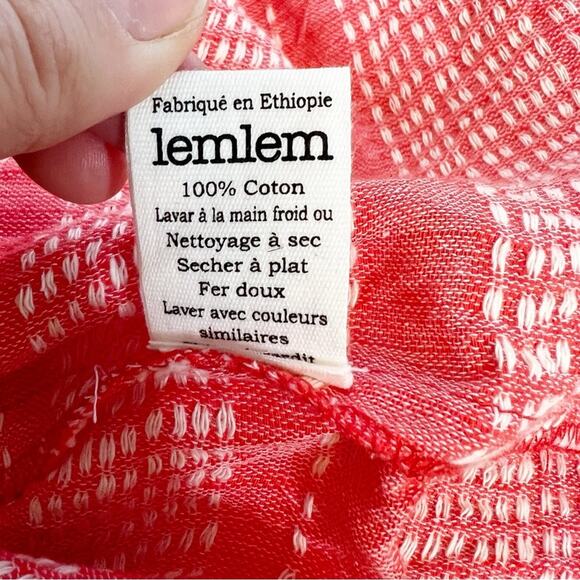 Fabriqué en Ethiopie
lemlem
100% Coton
Lavar à la main froid ou
Nettoyage à sec
Secher à plat
Fer doux
Laver avec couleurs
similaires